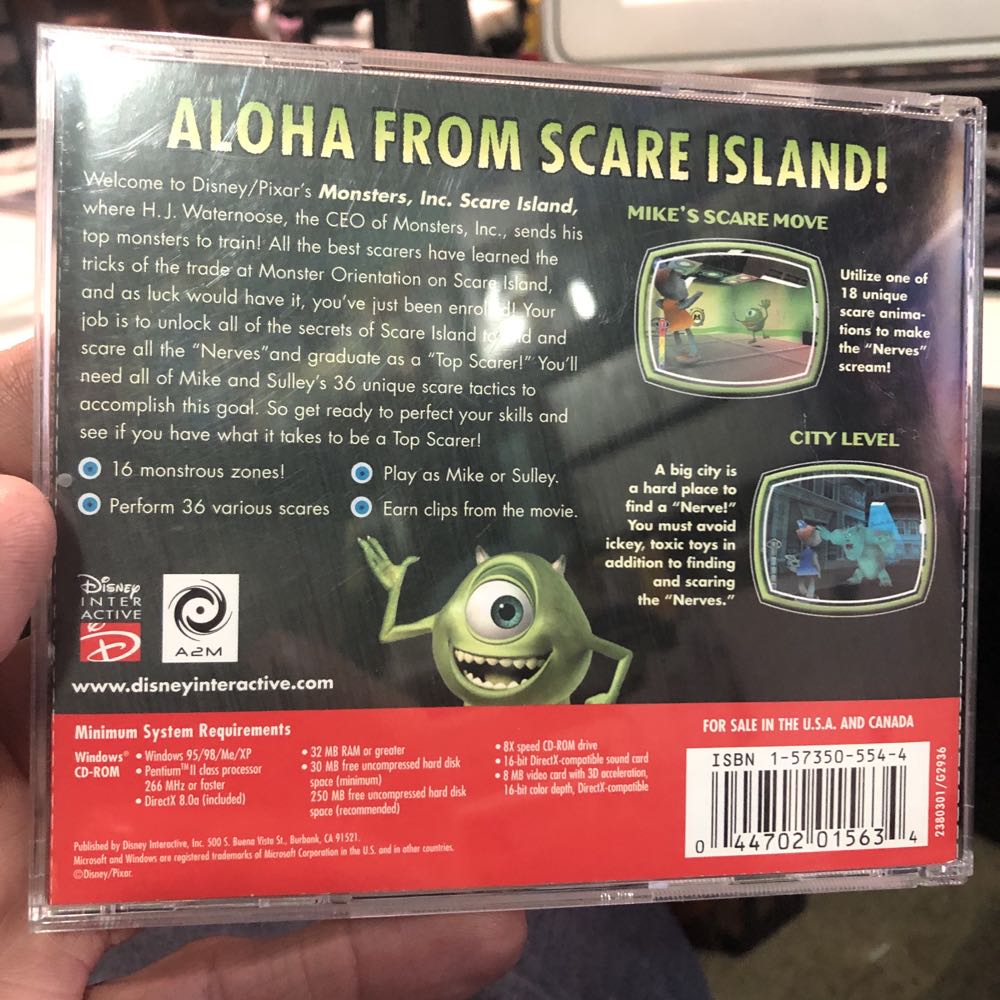 ALOHA FROM SCARE ISLAND!
Welcome to Disney/Pixar's Monsters, Inc. Scare Island,
where H. J. Waternoose, the CEO of Monsters, Inc., sends his
top monsters to train! All the best scarers have learned the
tricks of the trade at Monster Orientation on Scare Island,
and as luck would have it, you've just been enrolled! Your
job is to unlock all of the secrets of Scare Island to and and
scare all the "Nerves"and graduate as a "Top Scarer!" You'll
need all of Mike and Sulley's 36 unique scare tactics to
accomplish this goal. So get ready to perfect your skills and
see if you have what it takes to be a Top Scarer!
16 monstrous zones!
Perform 36 various scares
Play as Mike or Sulley.
Earn clips from the movie.
MIKE'S SCARE MOVE
Utilize one of
18 unique
scare anima-
tions to make
the "Nerves"
scream!
CITY LEVEL
A big city is
a hard place to
find a "Nerve!"
You must avoid
ickey, toxic toys in
addition to finding
and scaring
the "Nerves."
DISNEY
INTER
ACTIVE
D
A2M
www.disneyinteractive.com
Minimum System Requirements
Windows® CD-ROM
• Windows 95/98/Me/XP
• Pentium™II class processor
266 MHz or faster
• DirectX 8.0a (included)
• 32 MB RAM or greater
• 30 MB free uncompressed hard disk
space (minimum)
250 MB free uncompressed hard disk
space (recommended)
• 8X speed CD-ROM drive
• 16-bit DirectX-compatible sound card
• 8 MB video card with 3D acceleration,
16-bit color depth, DirectX-compatible
Published by Disney Interactive, Inc. 500 S. Buena Vista St., Burbank, CA 91521.
Microsoft and Windows are registered trademarks of Microsoft Corporation in the U.S. and in other countries.
©Disney/Pixar.
FOR SALE IN THE U.S.A. AND CANADA
ISBN 1-57350-554-4
0 44702 01563 4
2380301/G2936